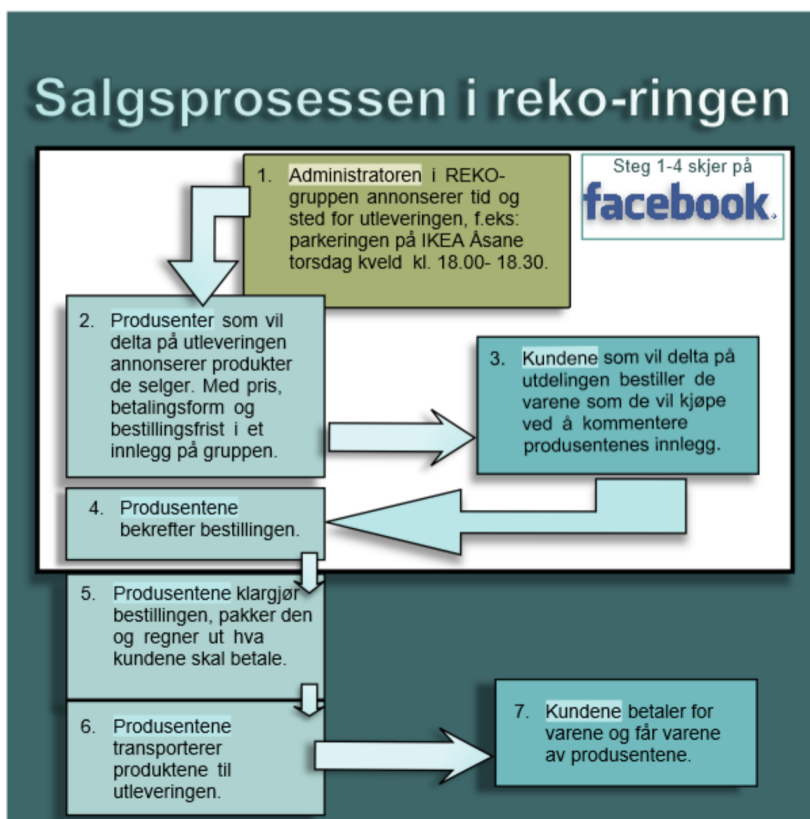 Salgsprosessen i reko-ringen
1. Administratoren i REKO-
gruppen annonserer tid og
sted for utleveringen, f.eks:
parkeringen på IKEA Åsane
torsdag kveld kl. 18.00- 18.30.
Steg 1-4 skjer på
facebook.
2. Produsenter som vil
delta på utleveringen
annonserer produkter
de selger. Med pris,
betalingsform og
bestillingsfrist i et
innlegg på gruppen.
3. Kundene som vil delta på
utdelingen bestiller de
varene som de vil kjøpe
ved å kommentere
produsentenes innlegg.
4. Produsentene
bekrefter bestillingen.
5. Produsentene klargjør
bestillingen, pakker den
og regner ut hva
kundene skal betale.
6. Produsentene
transporterer
produktene til
utleveringen.
7. Kundene betaler for
varene og får varene
av produsentene.